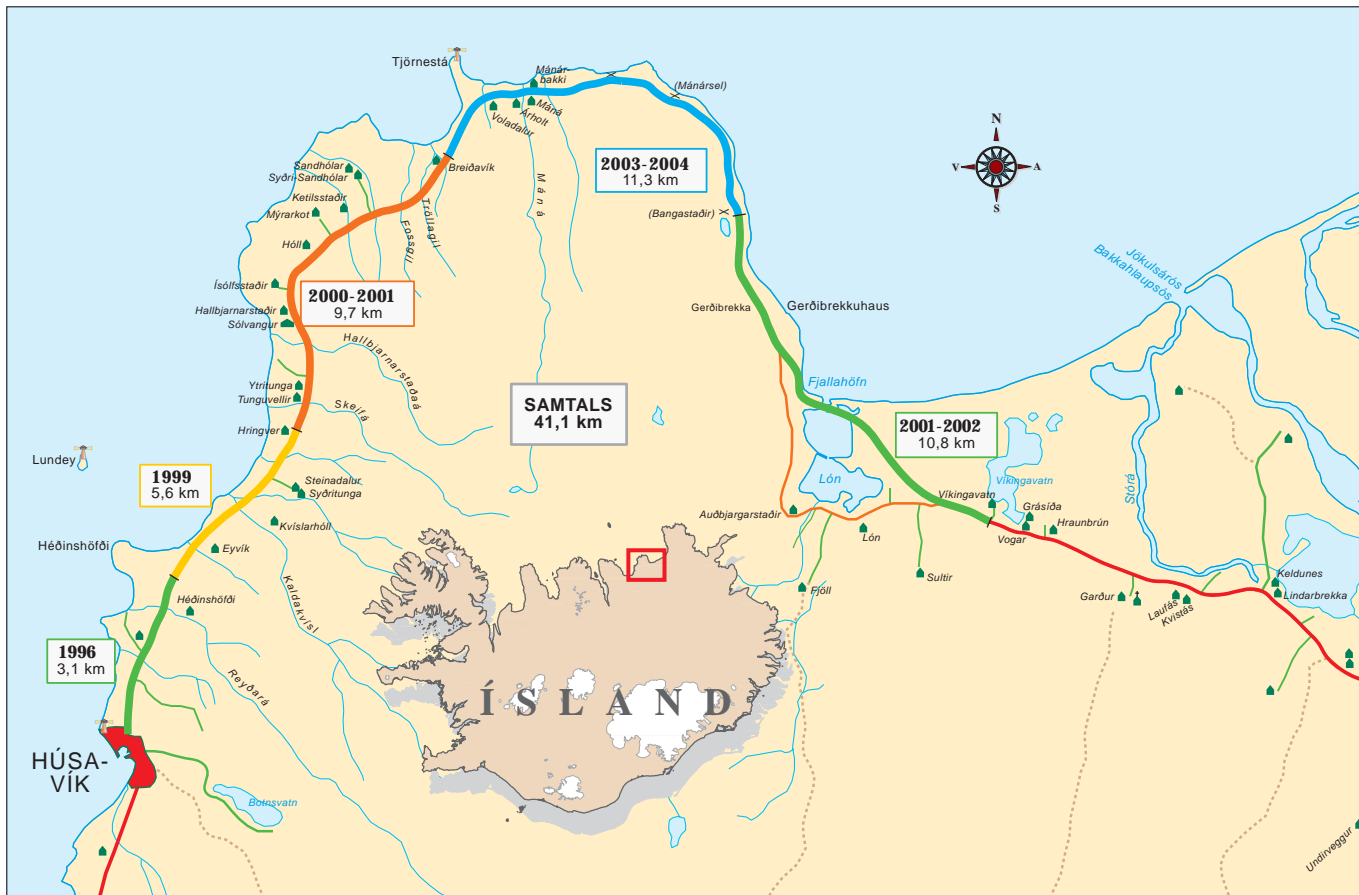 Tjörnestá
Mánár-
bakki
(Mánársel)
Máná
Árholt
Voladalur
Breiðavík
Sandhólar
Syðri-Sandhólar
Ketilsstaðir
Mýrarkot
Hóll
Fossgil
Tröllagil
Máná
2003-2004
11,3 km
N
V
A
S
(Bangastaðir)
Ísólfsstaðir
Hallbjarnarstaðir
Sólvangur
2000-2001
9,7 km
Hallbjarnarstaðaá
Gerðibrekka
Gerðibrekkuhaus
Jökulsárós
Bakkahlaupsós
Ytritunga
Tunguvellir
Skeifá
Hringver
SAMTALS
41,1 km
Fjallahöfn
2001-2002
10,8 km
Lundey
1999
5,6 km
Steinadalur
Syðritunga
Kvíslarhóll
Eyvík
Héðinshöfði
Héðinshöfði
Kaldakvísl
Reyðará
Lón
Auðbjargarstaðir
Lón
Víkingavatn
Víkingavatn
Grásíða
Hraunbrún
Vogar
Stórá
Sultir
Fjöll
Garður
Laufás
Kvistás
Keldunes
Lindarbrekka
1996
3,1 km
ÍSLAND
HÚSA-
VÍK
Botnsvatn
Undirveggur